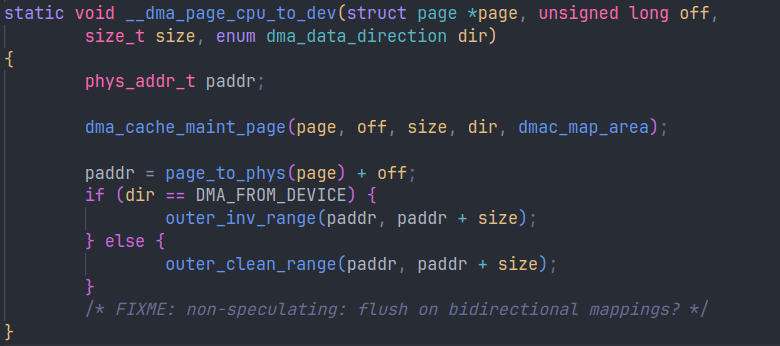 static void __dma_page_cpu_to_dev(struct page *page, unsigned long off,
        size_t size, enum dma_data_direction dir)
{
        phys_addr_t paddr;

        dma_cache_maint_page(page, off, size, dir, dmac_map_area);

        paddr = page_to_phys(page) + off;
        if (dir == DMA_FROM_DEVICE) {
                outer_inv_range(paddr, paddr + size);
        } else {
                outer_clean_range(paddr, paddr + size);
        }
        /* FIXME: non-speculating: flush on bidirectional mappings? */
}